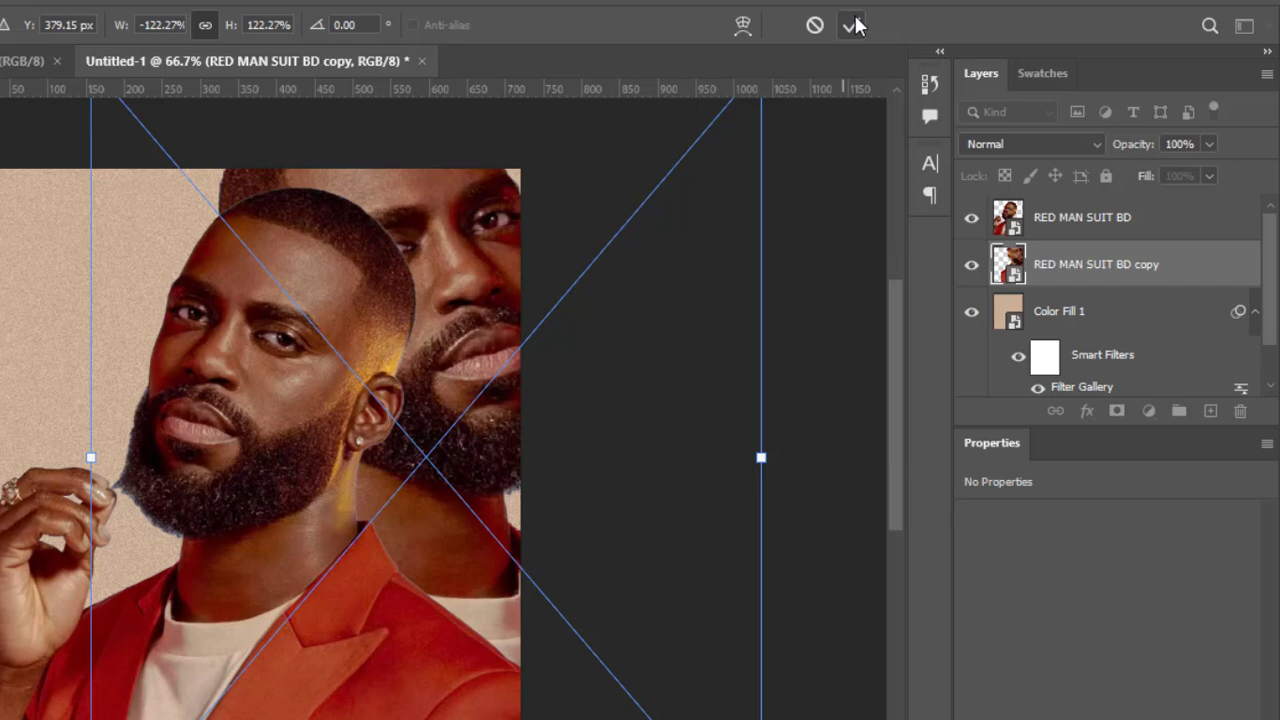 Y: 379.15 px W: -122.27% H: 122.27% 0.00 ° Anti-alias
(RGB/8) × Untitled-1 @ 66.7% (RED MAN SUIT BD copy, RGB/8) * ×
50 100 150 200 250 300 350 400 450 500 550 600 650 700 750 800 850 900 950 1000 1050 1100 1150
Layers Swatches
Kind
Normal Opacity: 100%
Lock: Fill: 100%
RED MAN SUIT BD
RED MAN SUIT BD copy
Color Fill 1
Smart Filters
Filter Gallery
fx
Properties
No Properties